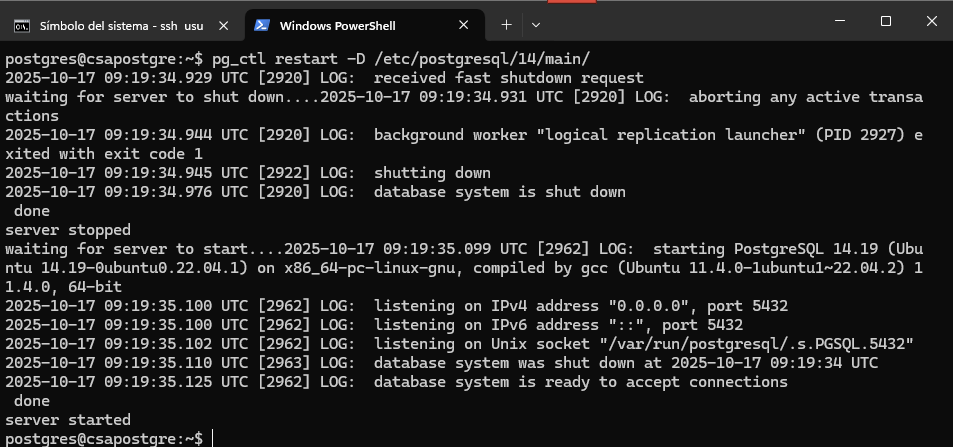 Símbolo del sistema - ssh usu
Windows PowerShell
postgres@csapostgre:~$ pg_ctl restart -D /etc/postgresql/14/main/
2025-10-17 09:19:34.929 UTC [2920] LOG:  received fast shutdown request
waiting for server to shut down....2025-10-17 09:19:34.931 UTC [2920] LOG:  aborting any active transa
ctions
2025-10-17 09:19:34.944 UTC [2920] LOG:  background worker "logical replication launcher" (PID 2927) e
xited with exit code 1
2025-10-17 09:19:34.945 UTC [2922] LOG:  shutting down
2025-10-17 09:19:34.976 UTC [2920] LOG:  database system is shut down
 done
server stopped
waiting for server to start....2025-10-17 09:19:35.099 UTC [2962] LOG:  starting PostgreSQL 14.19 (Ubu
ntu 14.19-0ubuntu0.22.04.1) on x86_64-pc-linux-gnu, compiled by gcc (Ubuntu 11.4.0-1ubuntu1~22.04.2) 1
1.4.0, 64-bit
2025-10-17 09:19:35.100 UTC [2962] LOG:  listening on IPv4 address "0.0.0.0", port 5432
2025-10-17 09:19:35.100 UTC [2962] LOG:  listening on IPv6 address "::", port 5432
2025-10-17 09:19:35.102 UTC [2962] LOG:  listening on Unix socket "/var/run/postgresql/.s.PGSQL.5432"
2025-10-17 09:19:35.110 UTC [2963] LOG:  database system was shut down at 2025-10-17 09:19:34 UTC
2025-10-17 09:19:35.125 UTC [2962] LOG:  database system is ready to accept connections
 done
server started
postgres@csapostgre:~$